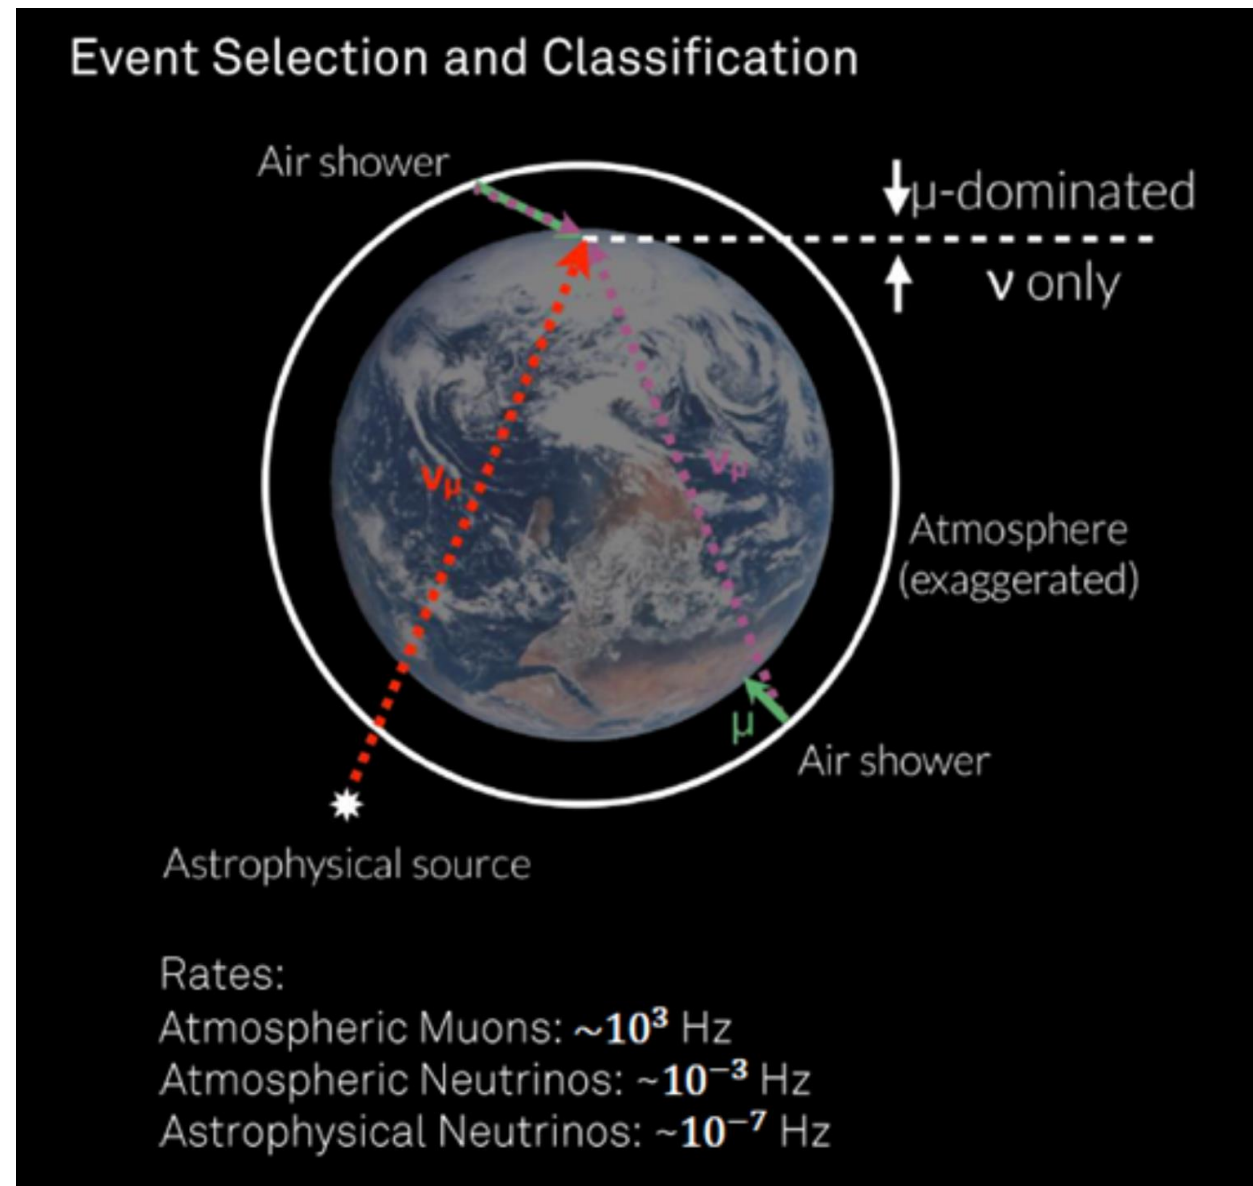 Event Selection and Classification
Air shower
μ-dominated
ν only
νμ
νμ
Atmosphere
(exaggerated)
μ
Air shower
Astrophysical source
Rates:
Atmospheric Muons: ~10³ Hz
Atmospheric Neutrinos: ~10⁻³ Hz
Astrophysical Neutrinos: ~10⁻⁷ Hz